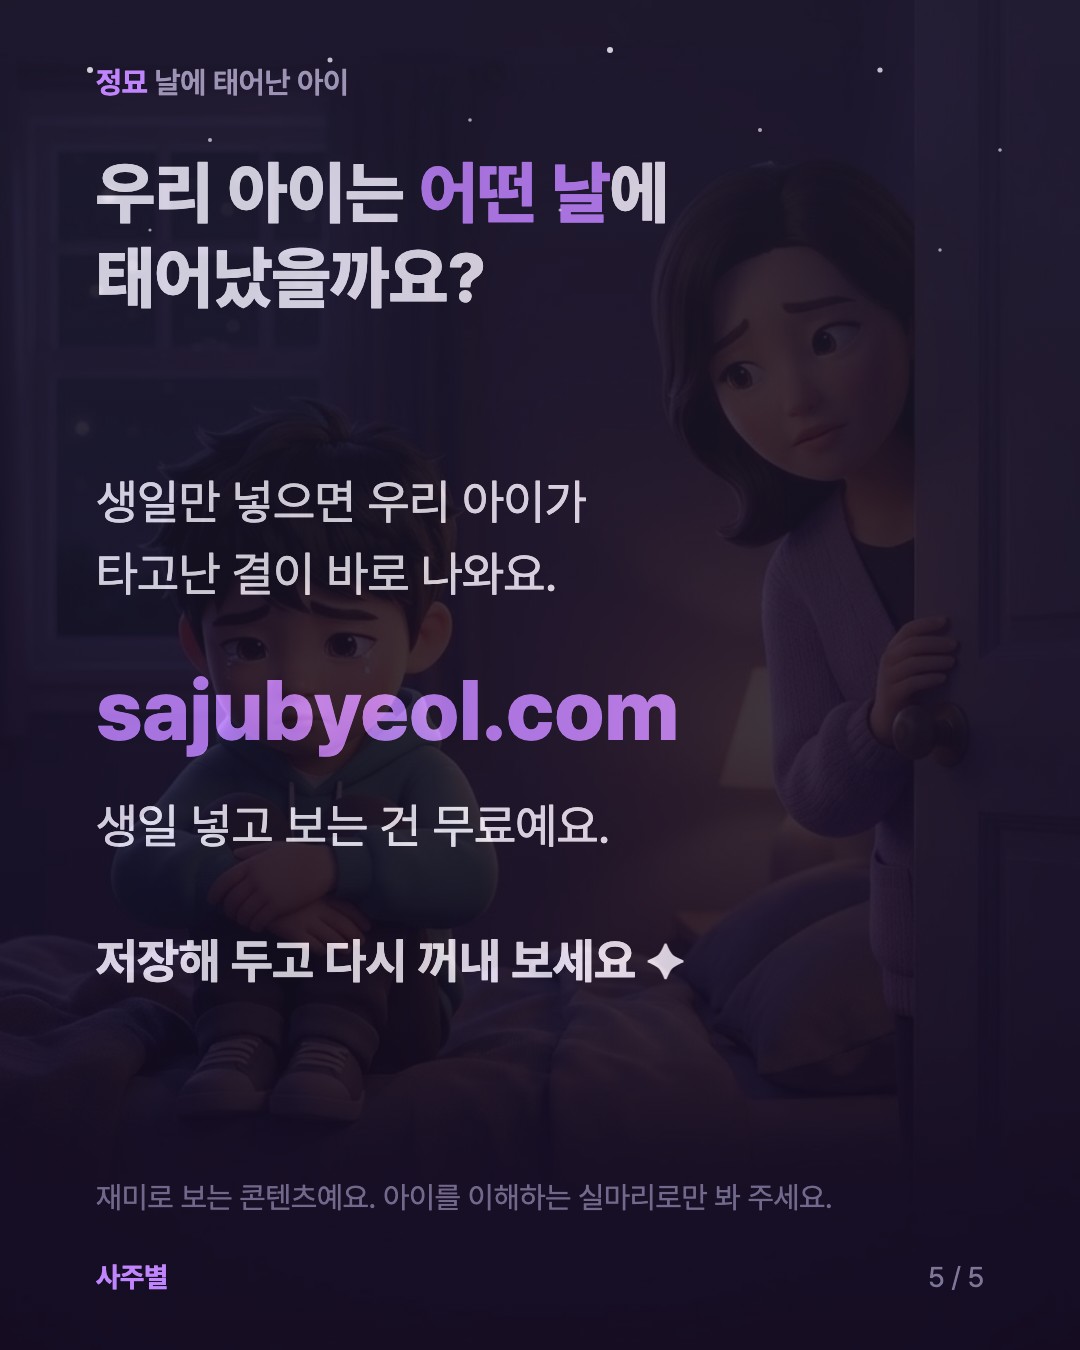 정묘 날에 태어난 아이
우리 아이는 어떤 날에
태어났을까요?
생일만 넣으면 우리 아이가
타고난 결이 바로 나와요.
sajubyeol.com
생일 넣고 보는 건 무료예요.
저장해 두고 다시 꺼내 보세요 ✦
재미로 보는 콘텐츠예요. 아이를 이해하는 실마리로만 봐 주세요.
사주별
5 / 5